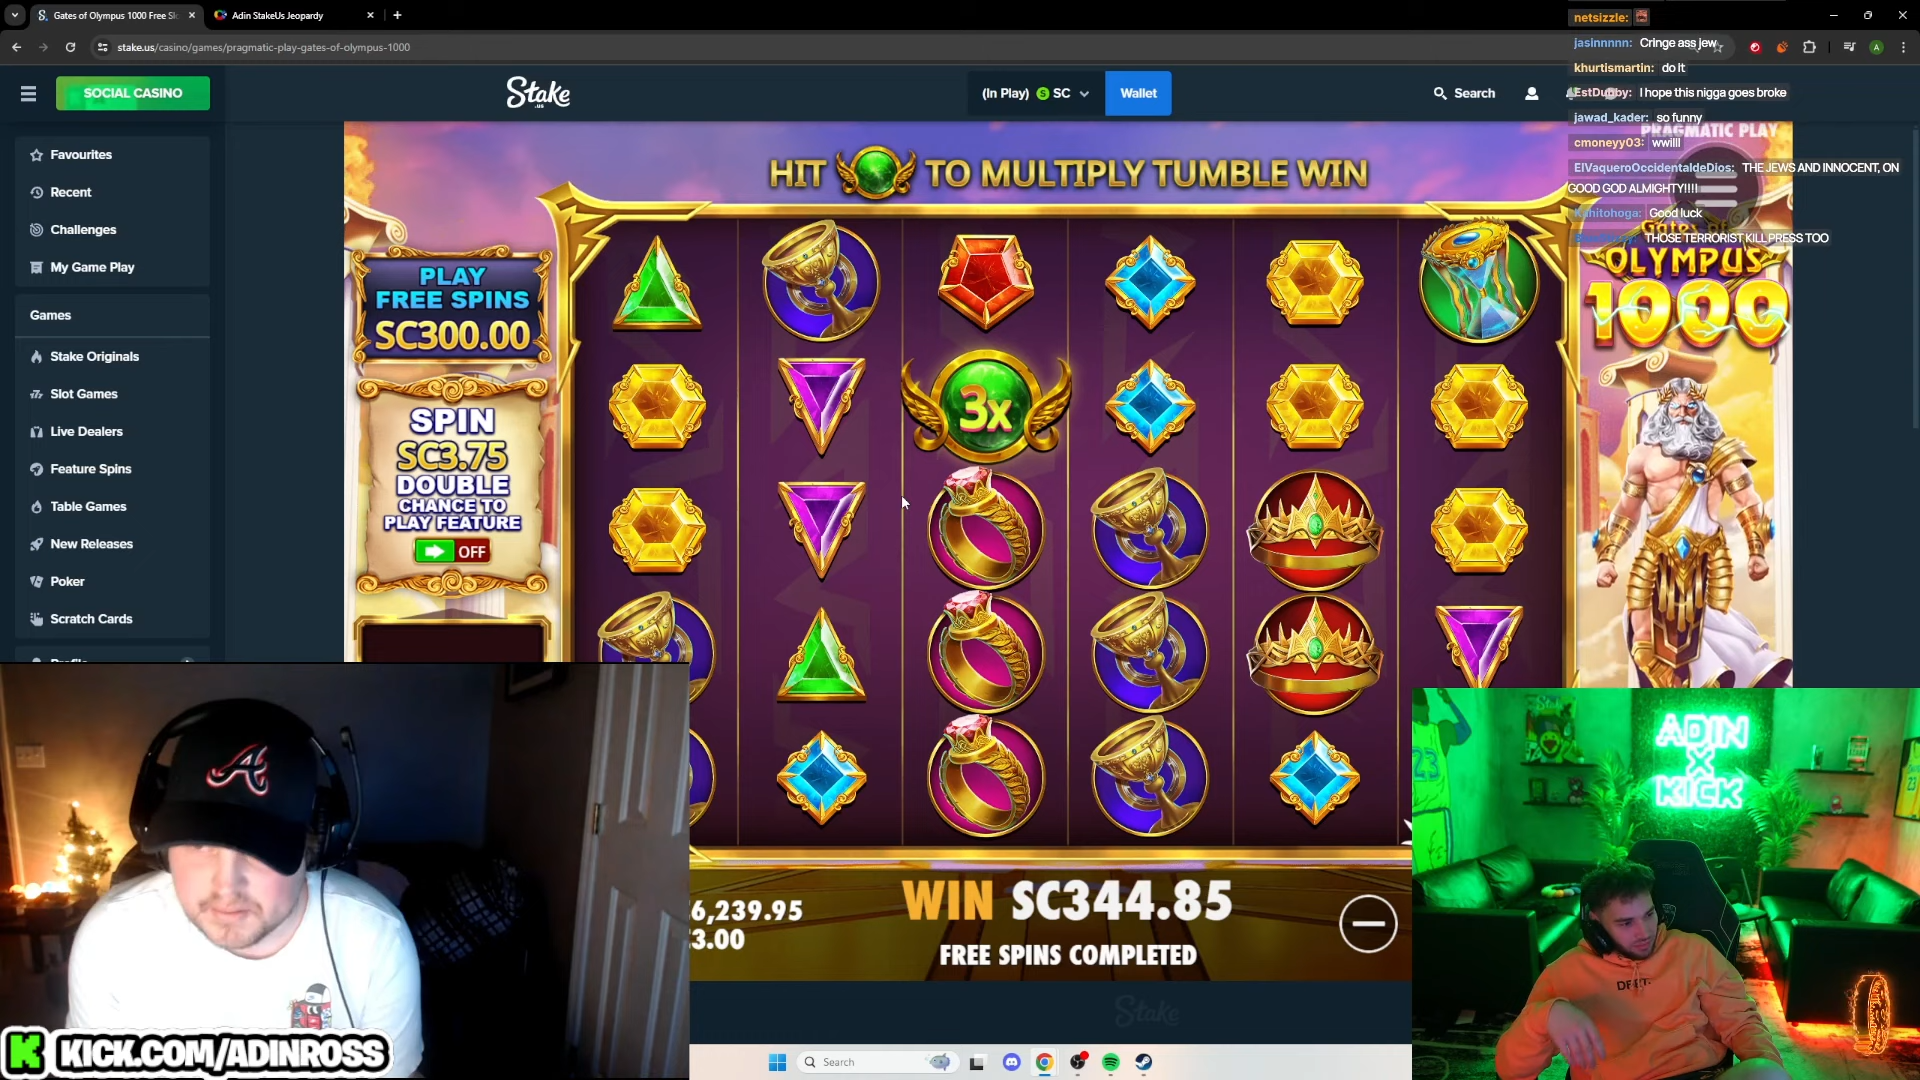 Gates of Olympus 1000 Free Sl
Adin StakeUs Jeopardy
stake.us/casino/games/pragmatic-play-gates-of-olympus-1000
netsizzle:
jasinnnnn: Cringe ass jew
khurtismartin: do it
I hope this nigga goes broke
jawad_kader: so funny
cmoneyy03: wwllll
ElVaqueroOccidentaldeDios: THE JEWS AND INNOCENT, ON
GOOD GOD ALMIGHTY!!!!
Good luck
THOSE TERRORIST KILL PRESS TOO
SOCIAL CASINO
Stake
.us
(In Play) SC
Wallet
Search
Favourites
Recent
Challenges
My Game Play
Games
Stake Originals
Slot Games
Live Dealers
Feature Spins
Table Games
New Releases
Poker
Scratch Cards
PRAGMATIC PLAY
HIT TO MULTIPLY TUMBLE WIN
PLAY
FREE SPINS
SC300.00
SPIN
SC3.75
DOUBLE
CHANCE TO
PLAY FEATURE
OFF
3x
Gates of
OLYMPUS
1000
6,239.95
3.00
WIN SC344.85
FREE SPINS COMPLETED
Stake
ADIN
X
KICK
23
K KICK.COM/ADINROSS
Search